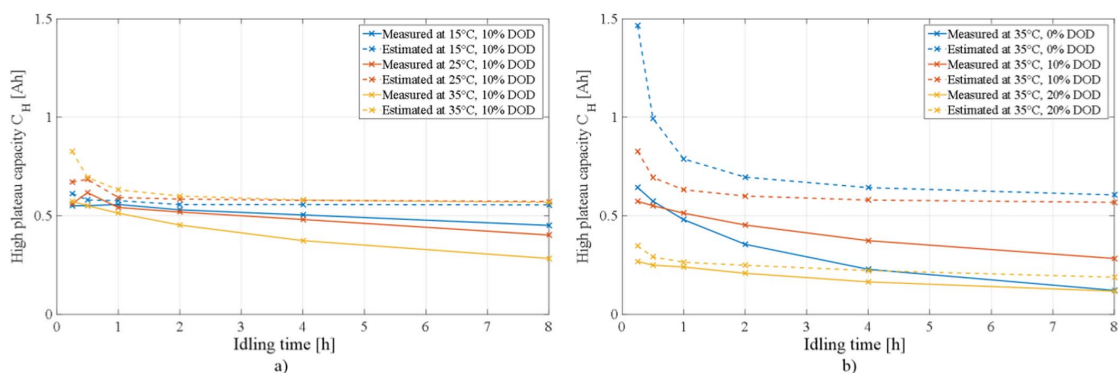 High plateau capacity C_H [Ah]
1.5
1
0.5
0
Measured at 15°C, 10% DOD
Estimated at 15°C, 10% DOD
Measured at 25°C, 10% DOD
Estimated at 25°C, 10% DOD
Measured at 35°C, 10% DOD
Estimated at 35°C, 10% DOD
0 1 2 3 4 5 6 7 8
Idling time [h]
a)
High plateau capacity C_H [Ah]
1.5
1
0.5
0
Measured at 35°C, 0% DOD
Estimated at 35°C, 0% DOD
Measured at 35°C, 10% DOD
Estimated at 35°C, 10% DOD
Measured at 35°C, 20% DOD
Estimated at 35°C, 20% DOD
0 1 2 3 4 5 6 7 8
Idling time [h]
b)